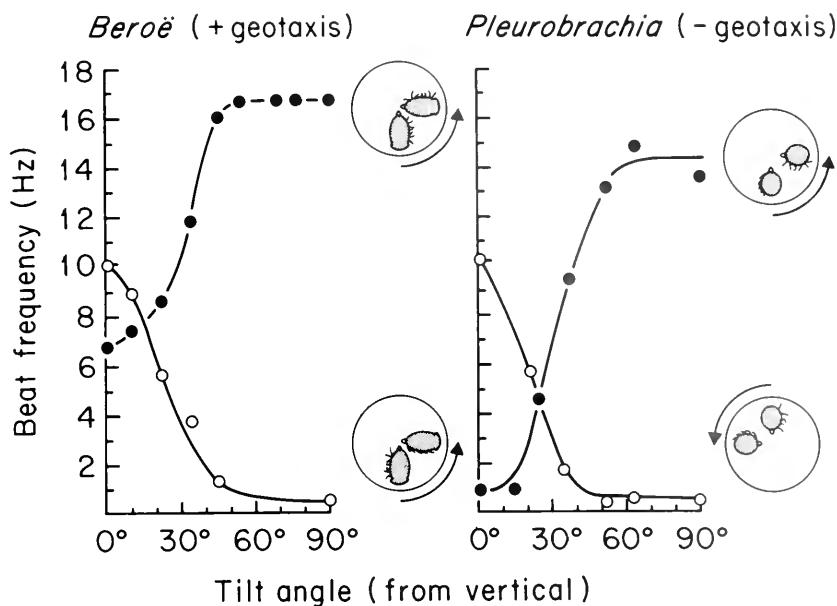 Beroë (+ geotaxis)
Pleurobrachia (− geotaxis)
Beat frequency (Hz)
18
16
14
12
10
8
6
4
2
0° 30° 60° 90°
0° 30° 60° 90°
Tilt angle (from vertical)